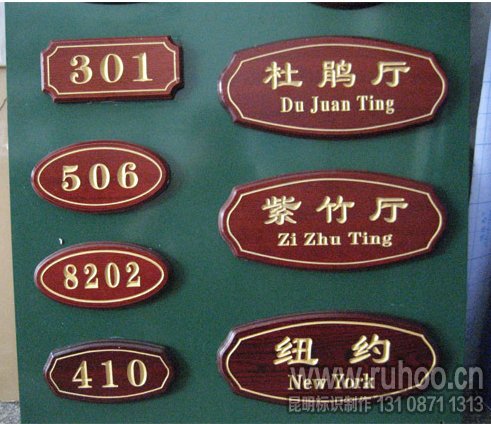 301
杜鹃厅
Du Juan Ting
506
紫竹厅
Zi Zhu Ting
8202
410
纽约
New York
www.ruhoo.cn
昆明标识制作 131 0871 1313